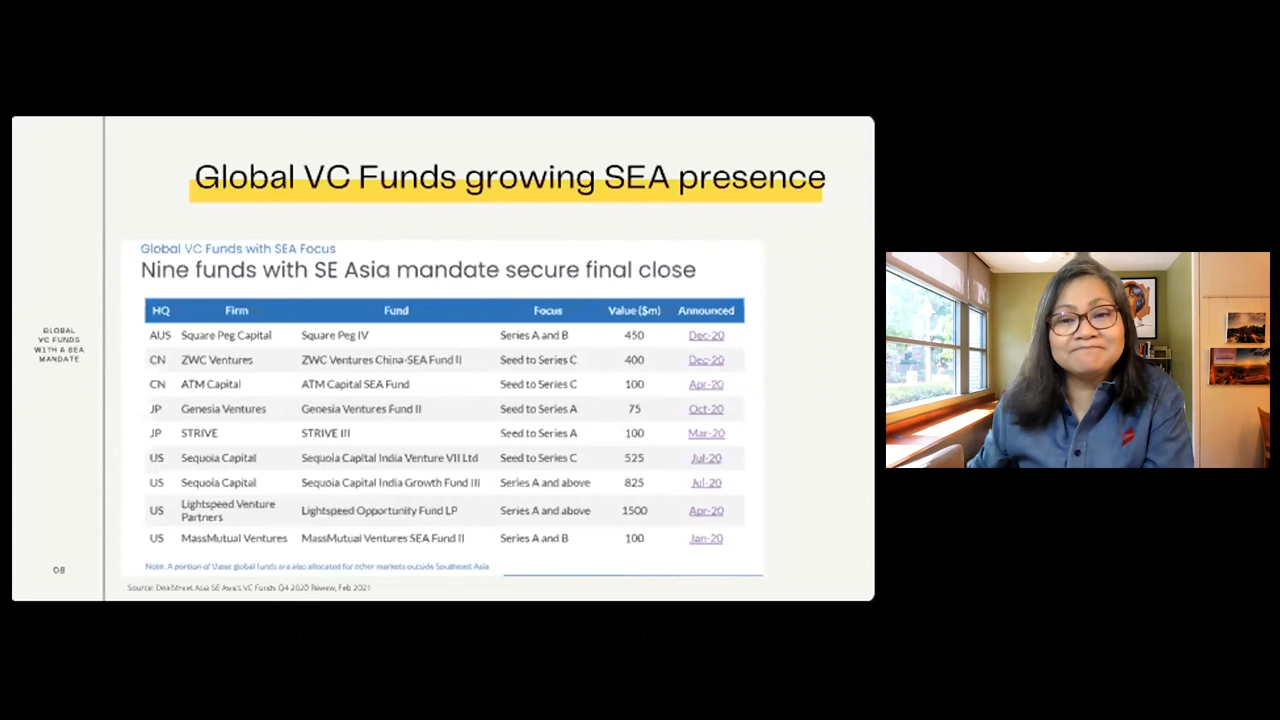 Global VC Funds growing SEA presence
Global VC Funds with SEA Focus
Nine funds with SE Asia mandate secure final close
HQ Firm Fund Focus Value ($m) Announced
AUS Square Peg Capital Square Peg IV Series A and B 450 Dec-20
CN ZWC Ventures ZWC Ventures China-SEA Fund II Seed to Series C 400 Dec-20
CN ATM Capital ATM Capital SEA Fund Seed to Series C 100 Apr-20
JP Genesia Ventures Genesia Ventures Fund II Seed to Series A 75 Oct-20
JP STRIVE STRIVE III Seed to Series A 100 Mar-20
US Sequoia Capital Sequoia Capital India Venture VII Ltd Seed to Series C 525 Jul-20
US Sequoia Capital Sequoia Capital India Growth Fund III Series A and above 825 Jul-20
US Lightspeed Venture Partners Lightspeed Opportunity Fund LP Series A and above 1500 Apr-20
US MassMutual Ventures MassMutual Ventures SEA Fund II Series A and B 100 Jan-20
Note: A portion of these global funds are also allocated for other markets outside Southeast Asia
Source: DealStreet Asia SE Asia's VC Funds Q4 2020 Review, Feb 2021
GLOBAL
VC FUNDS
WITH A SEA
MANDATE
08